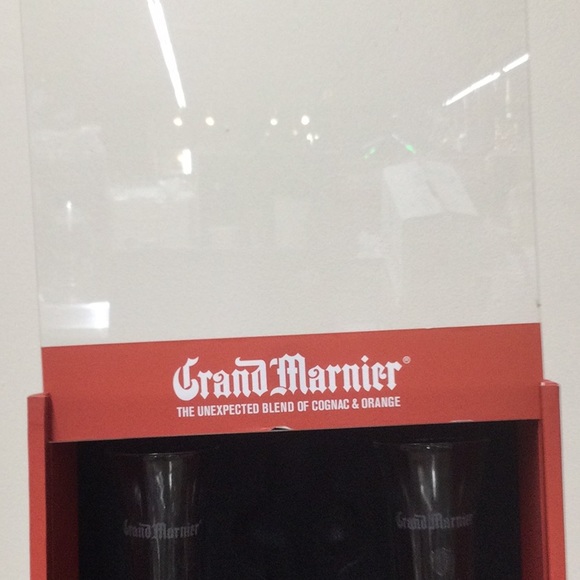 Grand Marnier®
THE UNEXPECTED BLEND OF COGNAC & ORANGE
Grand Marnier
Grand Marnier